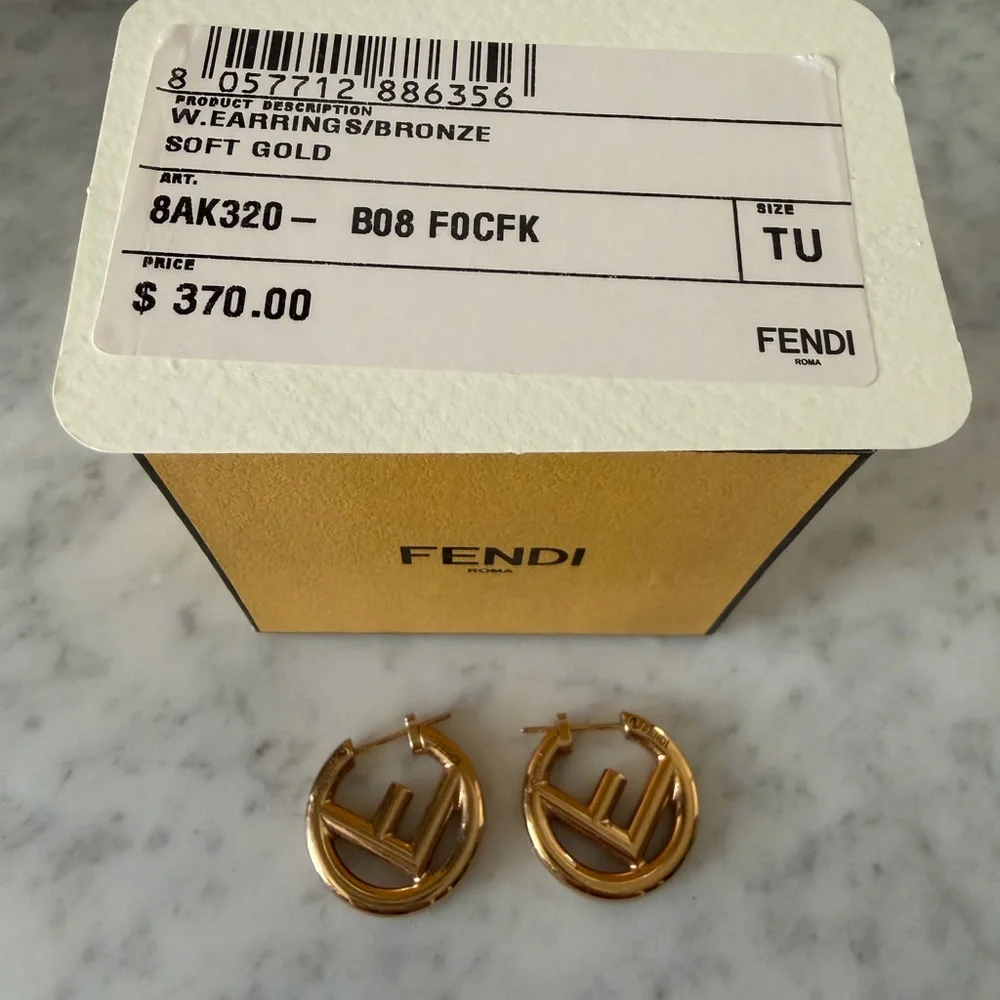 8 057712 886356
PRODUCT DESCRIPTION
W.EARRINGS/BRONZE
SOFT GOLD
ART.
8AK320 – B08 F0CFK
SIZE
TU
PRICE
$ 370.00
FENDI
ROMA
FENDI
ROMA
FENDI